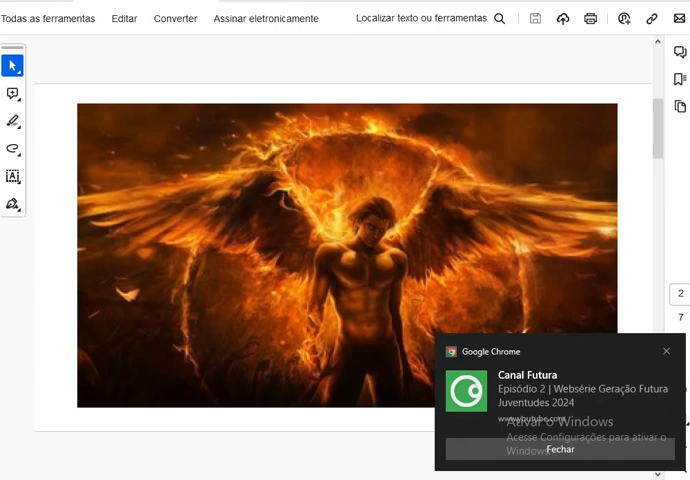 Todas as ferramentas Editar Converter Assinar eletronicamente Localizar texto ou ferramentas
2
7
Google Chrome
Canal Futura
Episódio 2 | Websérie Geração Futura
Juventudes 2024
www.youtube.com
Ativar o Windows
Acesse Configurações para ativar o
Windows.
Fechar